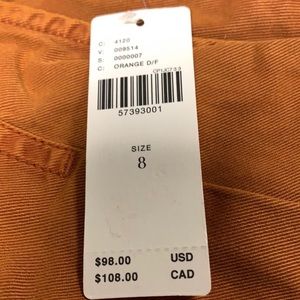 C: 4120
V: 009514
S: 0000007
C: ORANGE D/F
57393001
SIZE
8
$98.00 USD
$108.00 CAD